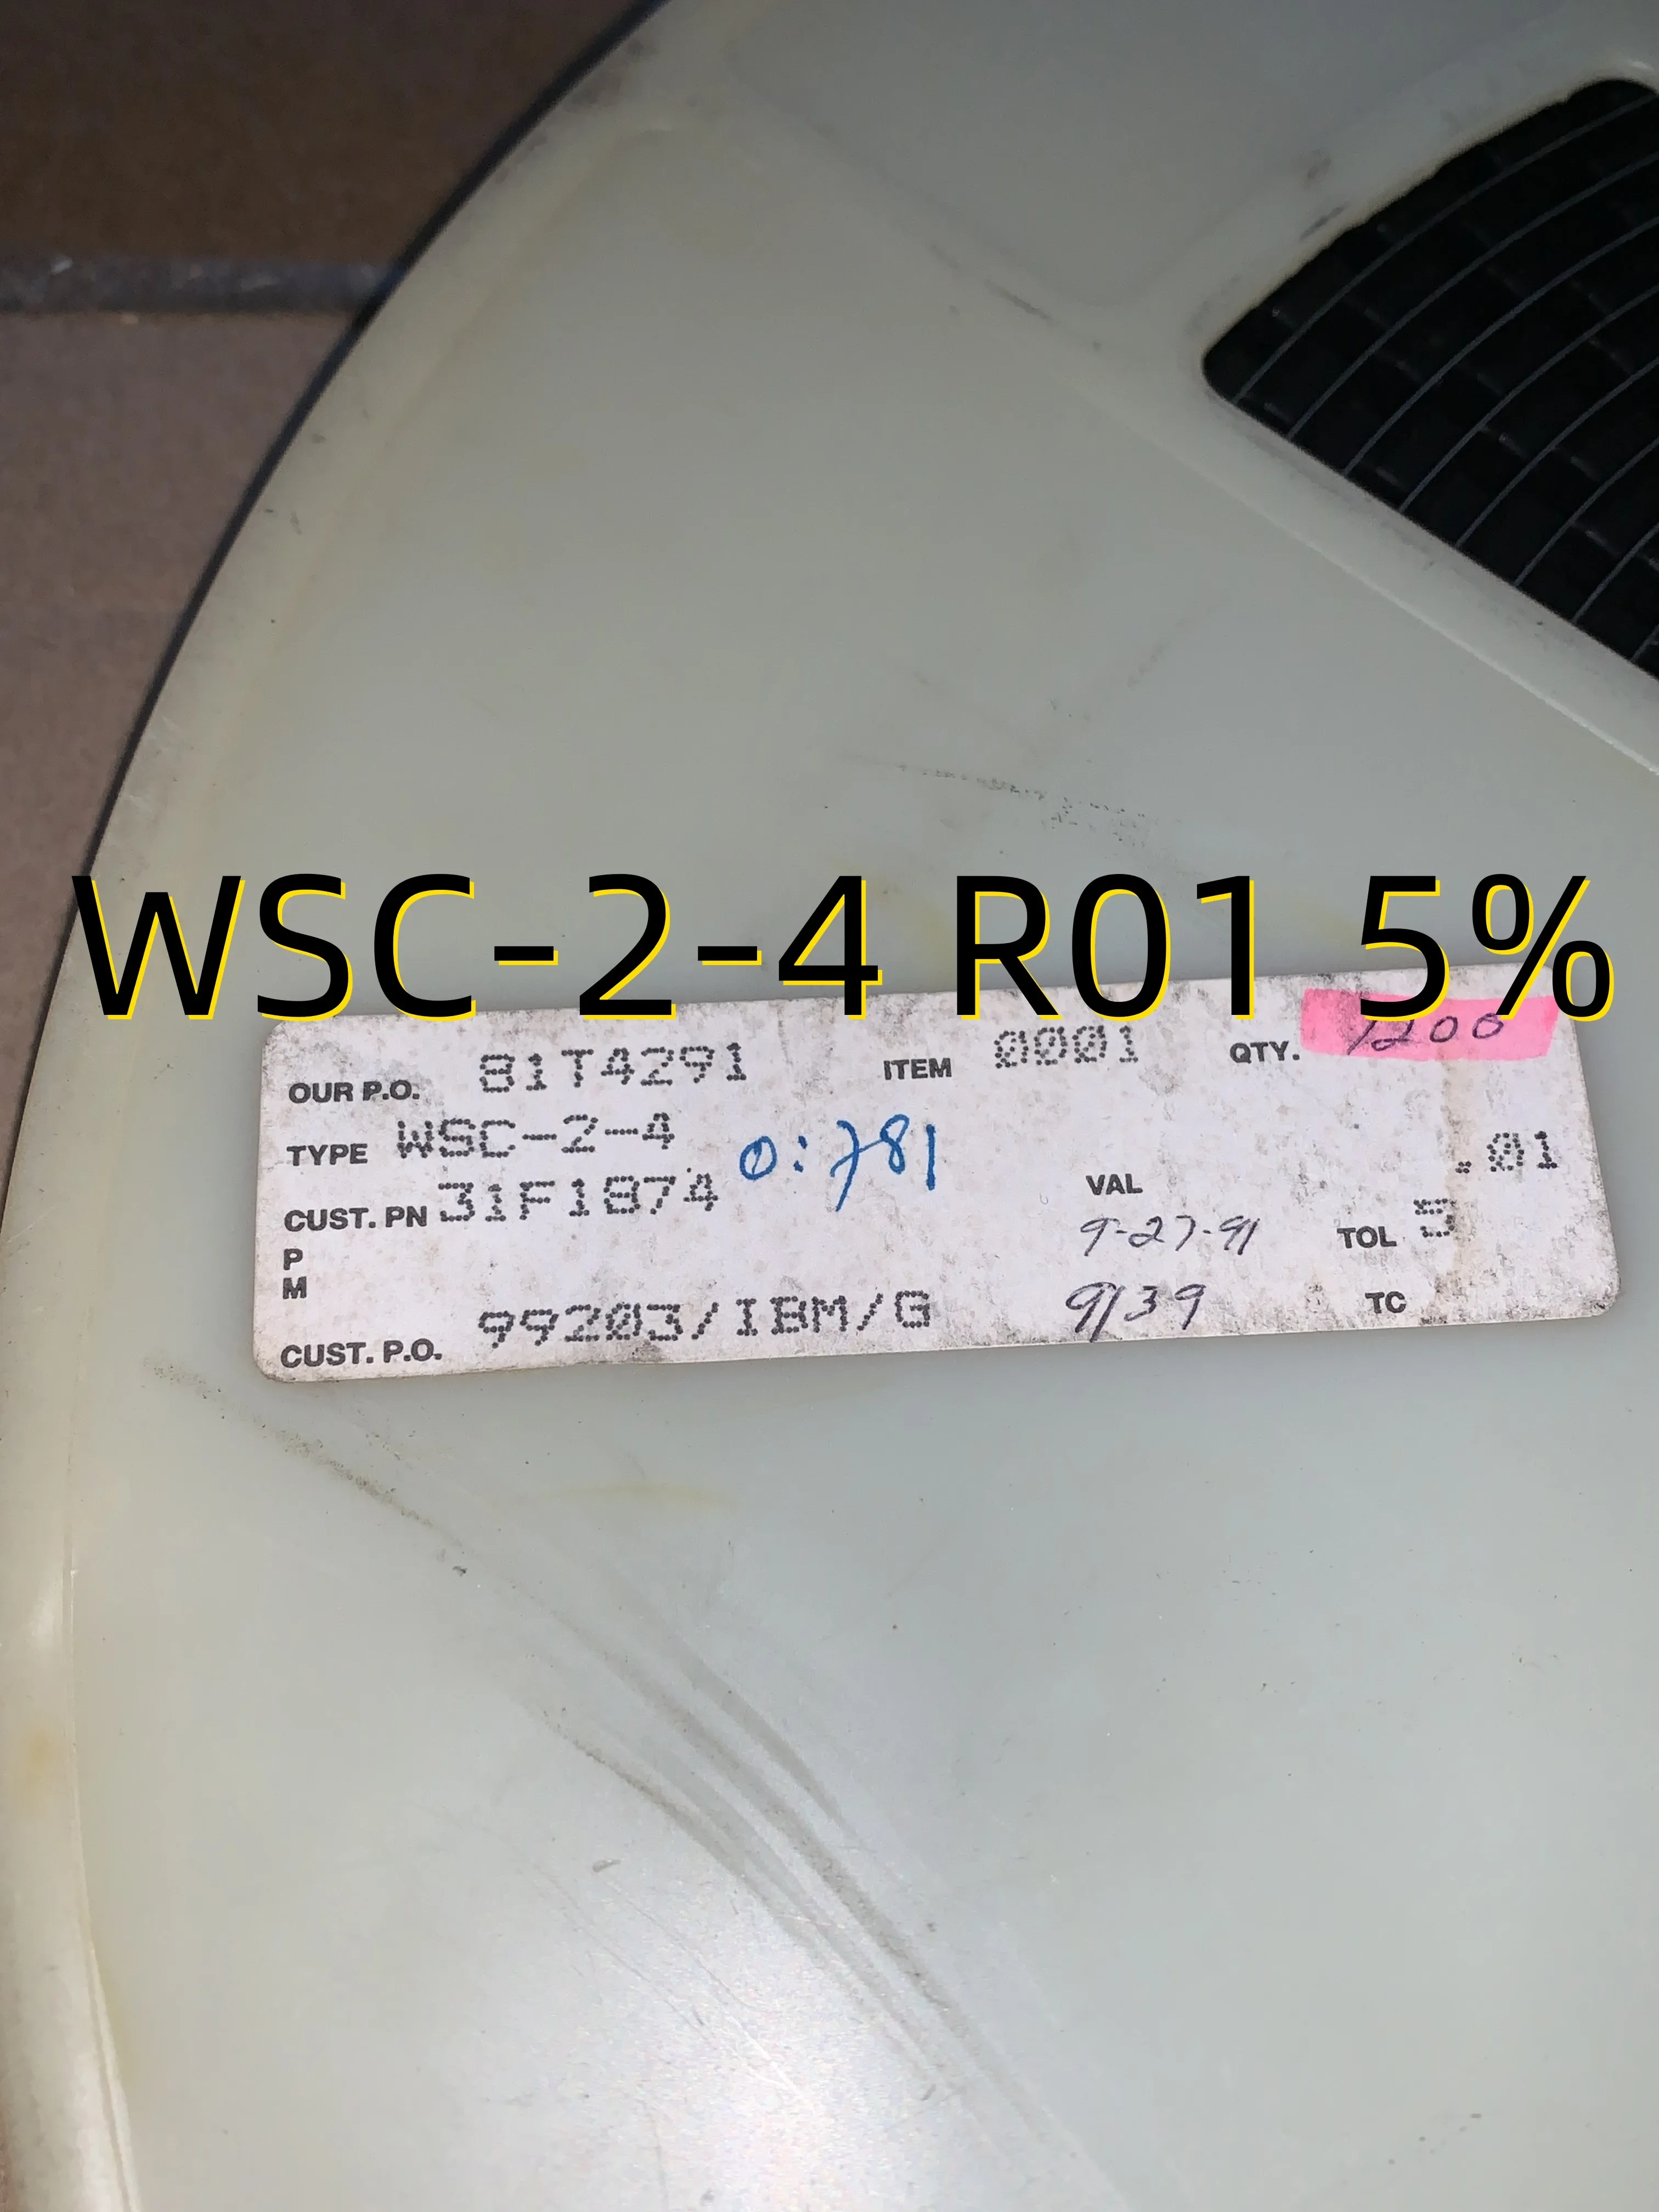 WSC-2-4 R01 5%
OUR P.O. 81T4291 ITEM 0001 QTY. 1200
TYPE WSC-2-4 0:781 .01
CUST. PN 31F1874 VAL
9-27-91 TOL 5
P
M
9139 TC
CUST. P.O. 99203/IBM/G